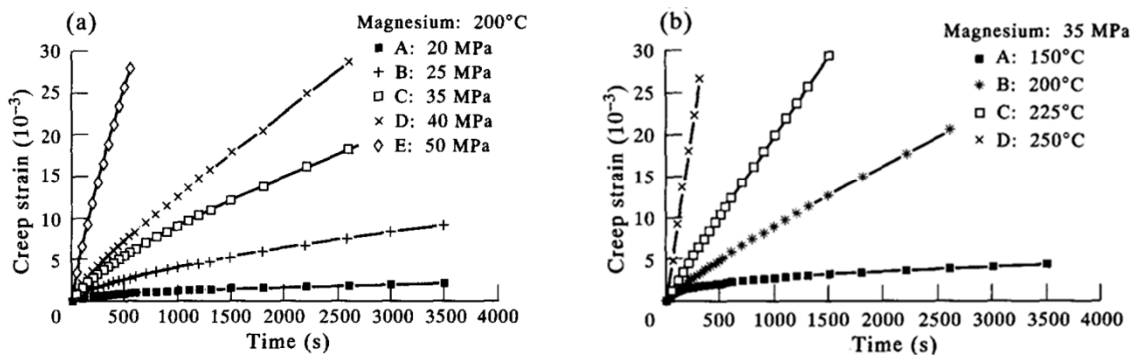 (a)
Magnesium: 200°C
A: 20 MPa
B: 25 MPa
C: 35 MPa
D: 40 MPa
E: 50 MPa
30
25
20
15
10
5
0
500
1000
1500
2000
2500
3000
3500
4000
Creep strain (10⁻³)
Time (s)
(b)
Magnesium: 35 MPa
A: 150°C
B: 200°C
C: 225°C
D: 250°C
30
25
20
15
10
5
0
500
1000
1500
2000
2500
3000
3500
4000
Creep strain (10⁻³)
Time (s)